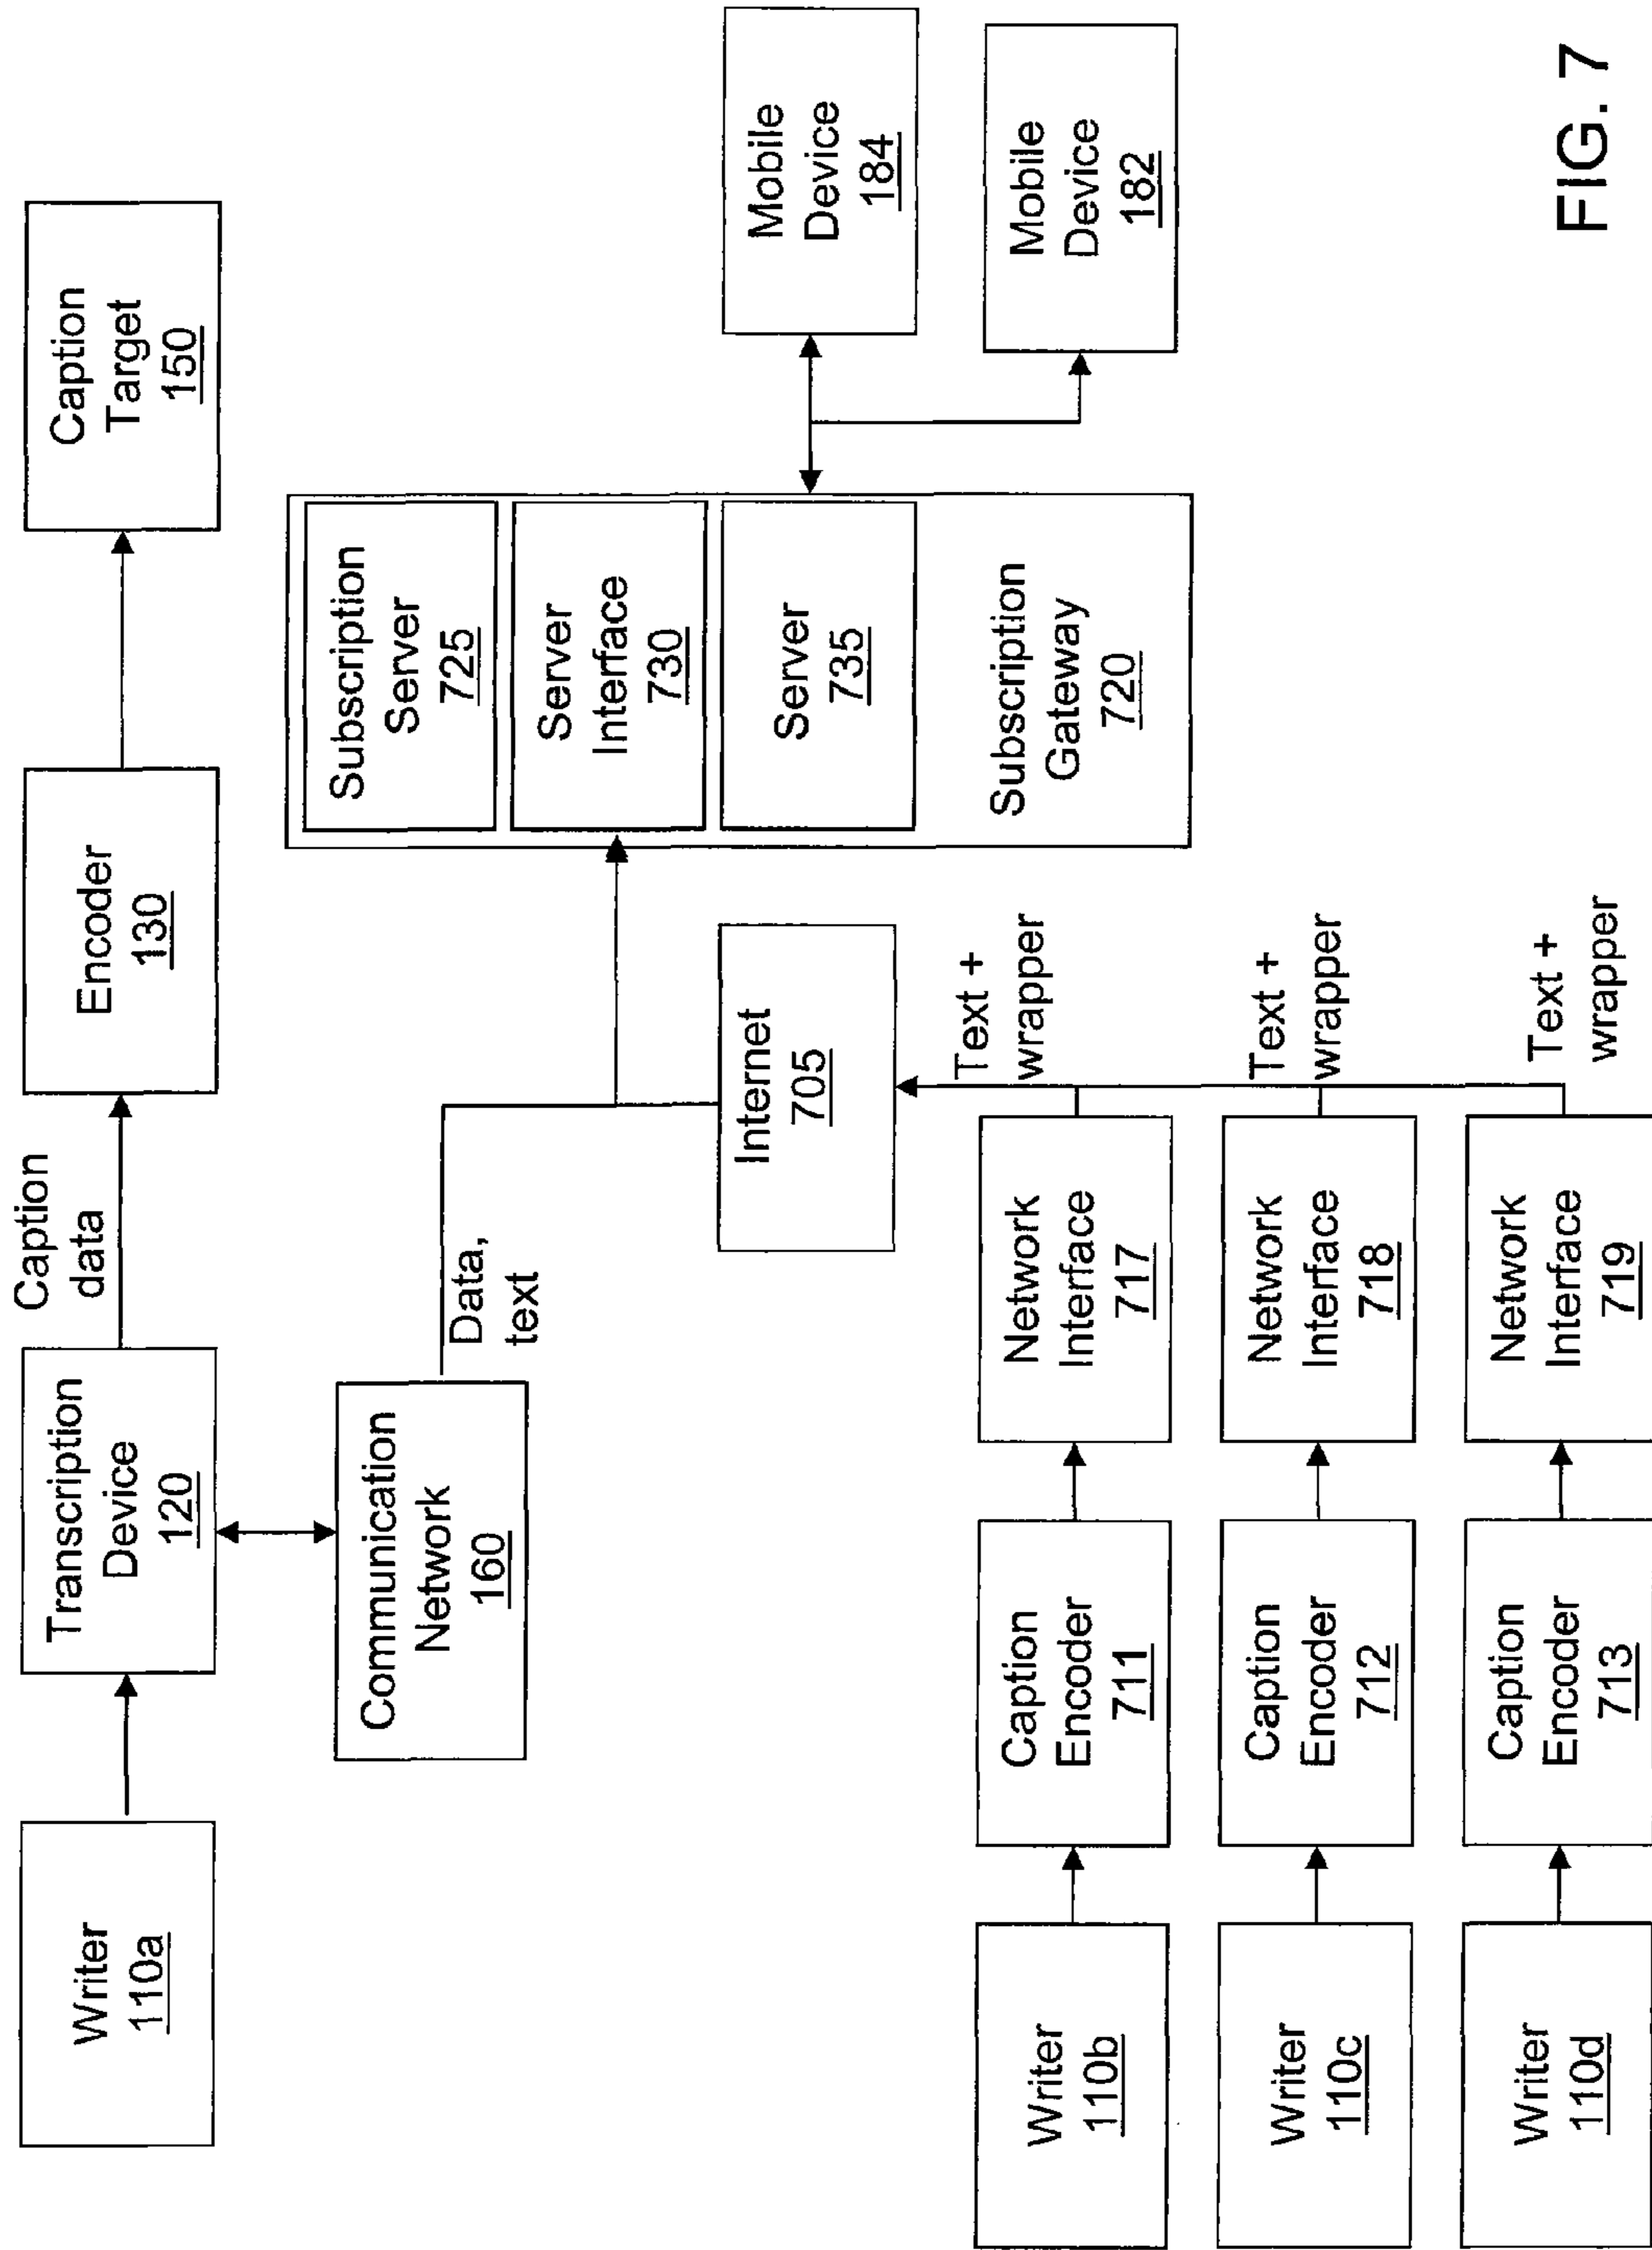 Writer
110a
Transcription
Device
120
Caption
data
Encoder
130
Caption
Target
150
Communication
Network
160
Data,
text
Internet
705
Subscription
Server
725
Server
Interface
730
Server
735
Subscription
Gateway
720
Mobile
Device
184
Mobile
Device
182
Writer
110b
Caption
Encoder
711
Network
Interface
717
Text +
wrapper
Writer
110c
Caption
Encoder
712
Network
Interface
718
Text +
wrapper
Writer
110d
Caption
Encoder
713
Network
Interface
719
Text +
wrapper
FIG. 7